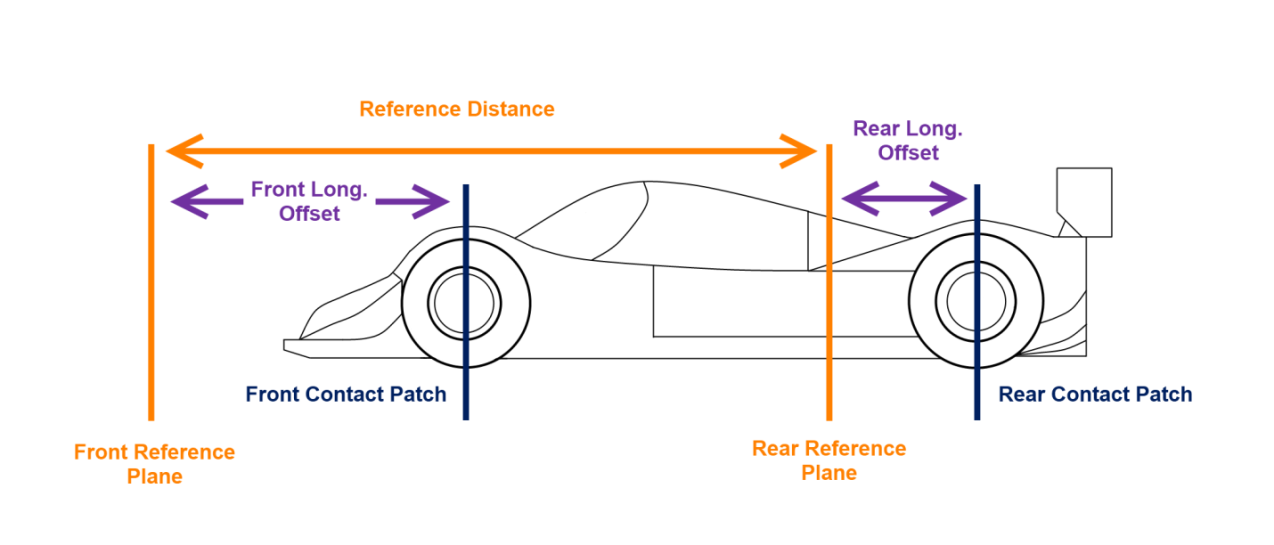 Reference Distance
Rear Long.
Offset
Front Long.
Offset
Front Contact Patch
Rear Contact Patch
Front Reference
Plane
Rear Reference
Plane